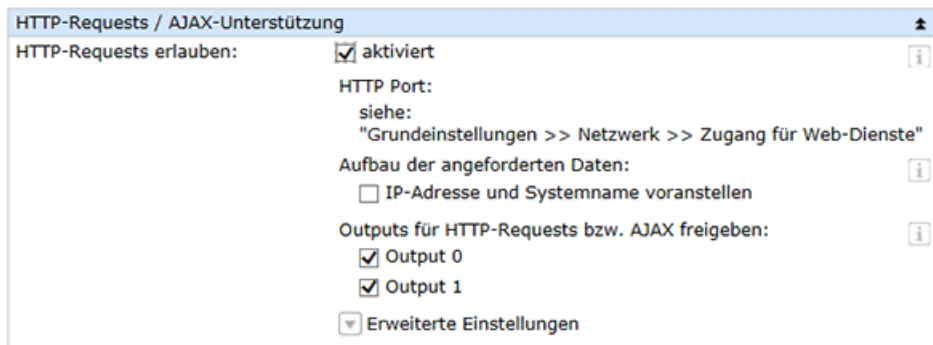 HTTP-Requests / AJAX-Unterstützung
HTTP-Requests erlauben:
aktiviert
HTTP Port:
siehe:
"Grundeinstellungen >> Netzwerk >> Zugang für Web-Dienste"
Aufbau der angeforderten Daten:
IP-Adresse und Systemname voranstellen
Outputs für HTTP-Requests bzw. AJAX freigeben:
Output 0
Output 1
Erweiterte Einstellungen